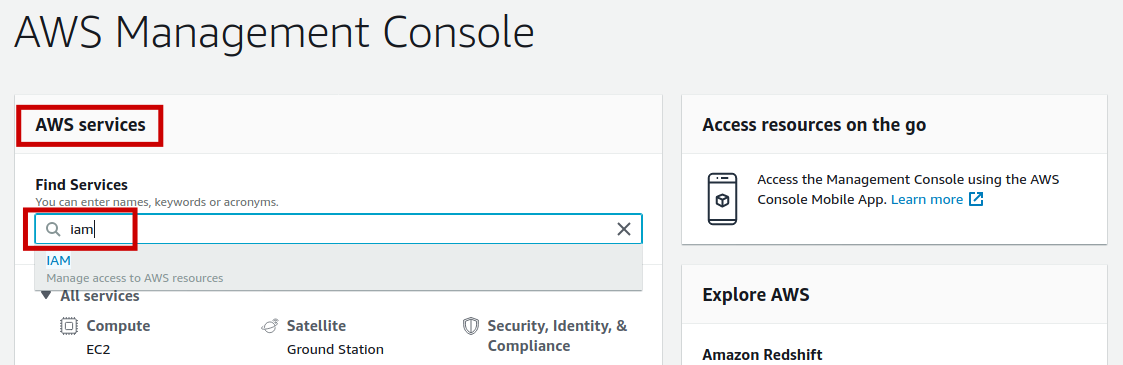 AWS Management Console
AWS services
Find Services
You can enter names, keywords or acronyms.
iam
IAM
Manage access to AWS resources
All services
Compute
EC2
Satellite
Ground Station
Security, Identity, &
Compliance
Access resources on the go
Access the Management Console using the AWS
Console Mobile App. Learn more
Explore AWS
Amazon Redshift